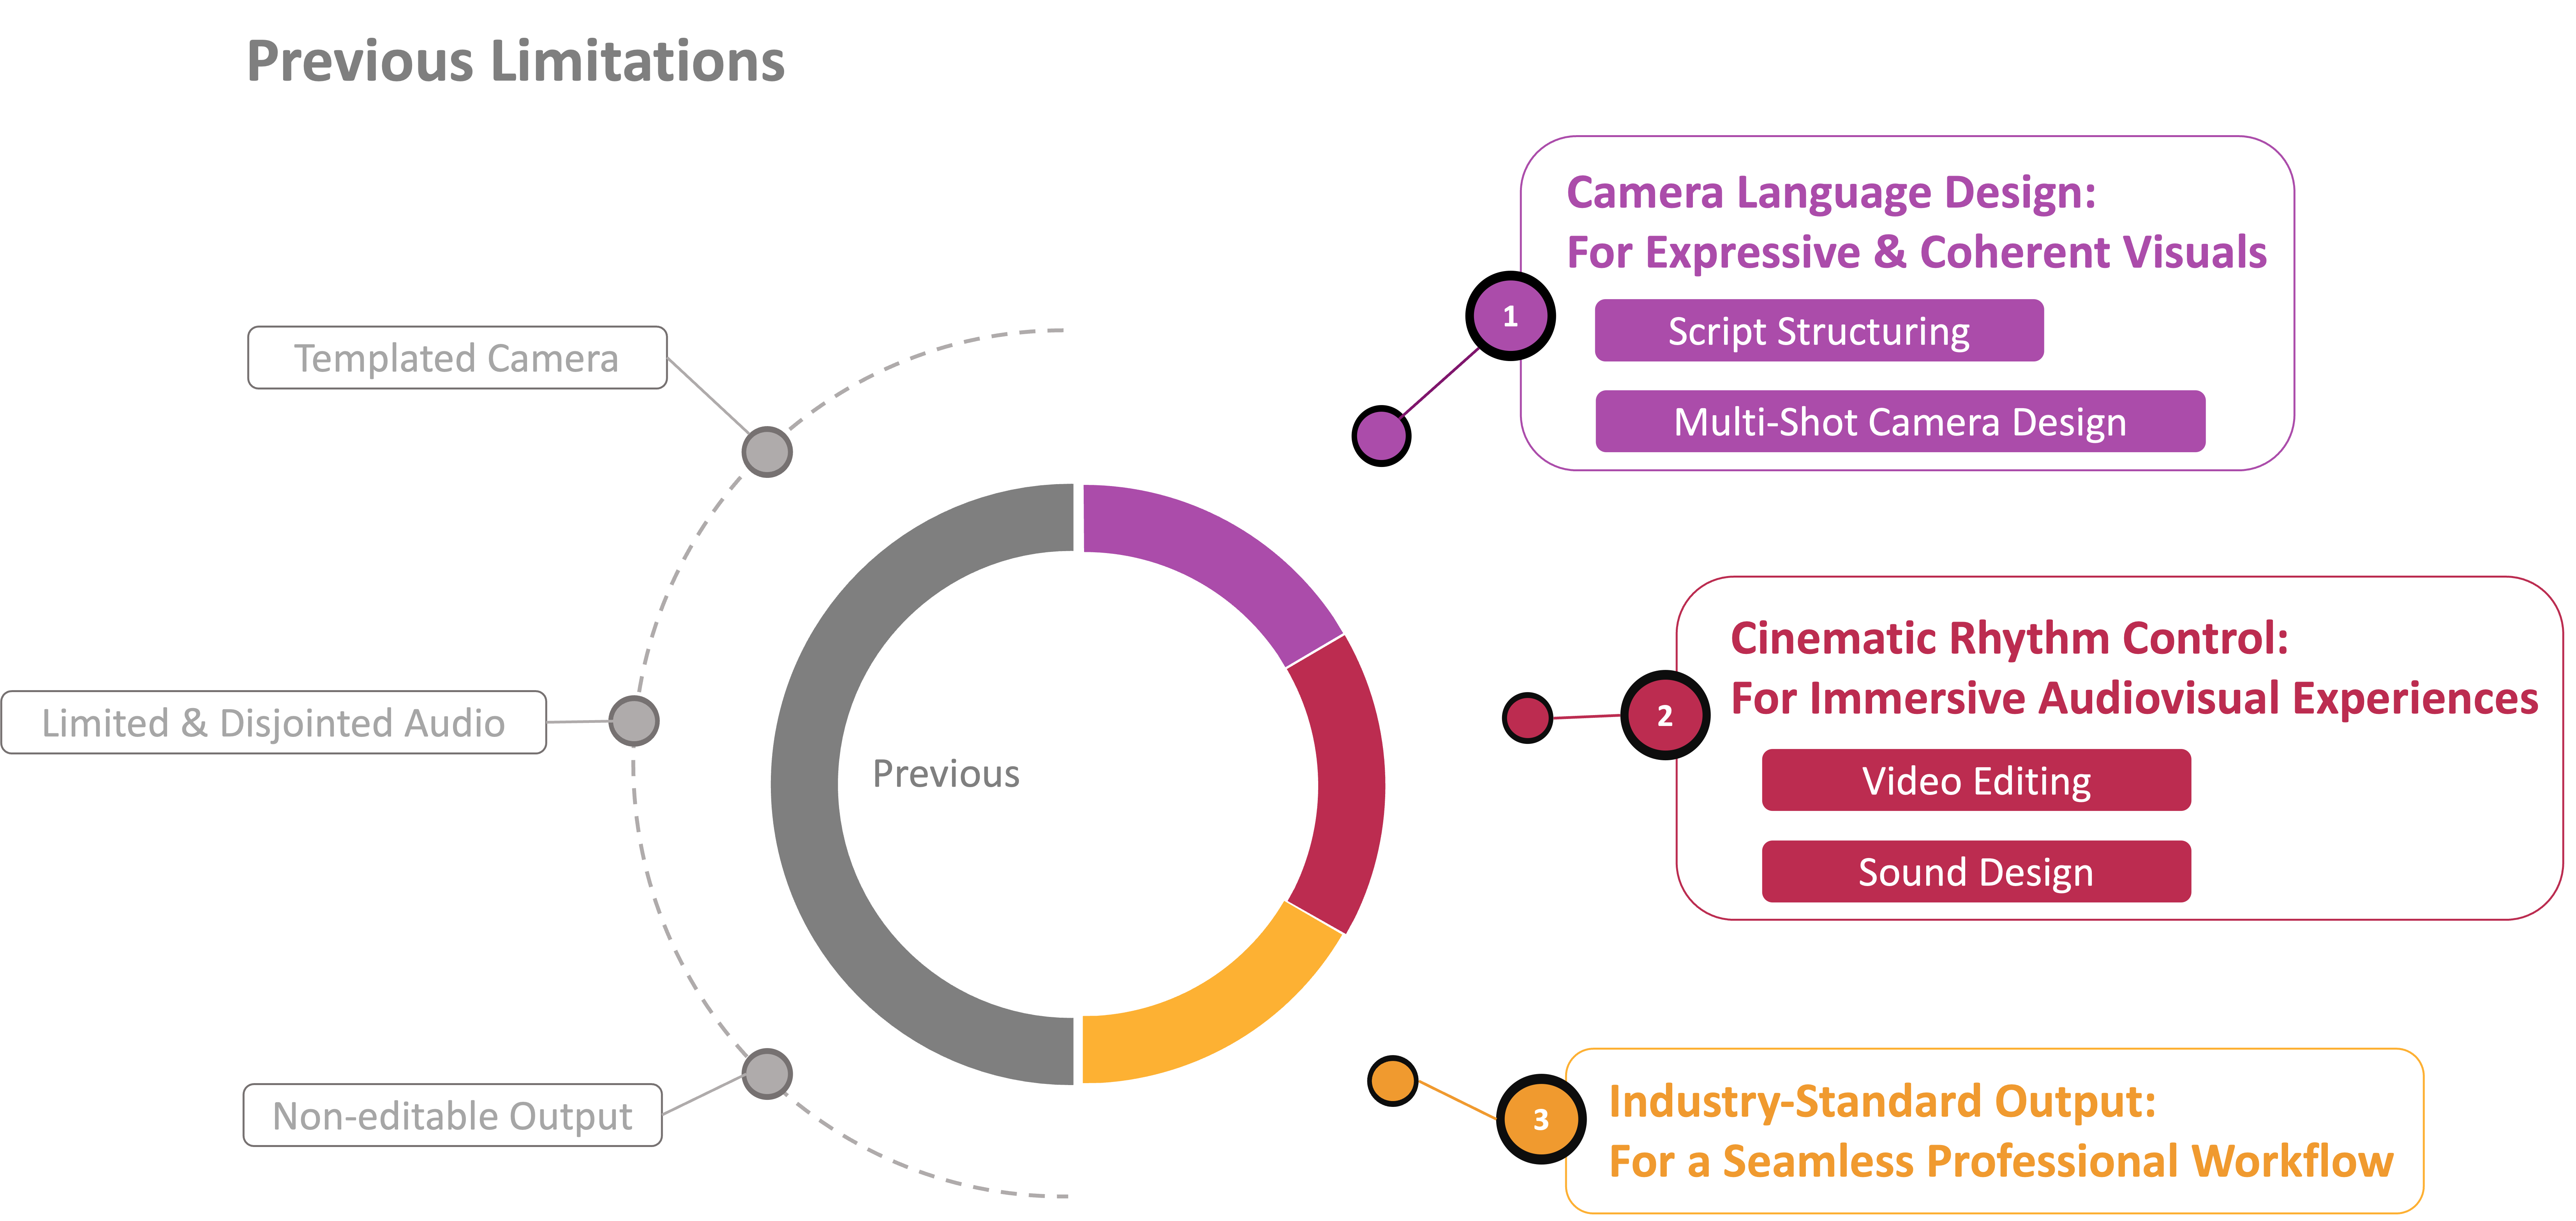 Previous Limitations
Templated Camera
Limited & Disjointed Audio
Non-editable Output
Previous
1
Camera Language Design:
For Expressive & Coherent Visuals
Script Structuring
Multi-Shot Camera Design
2
Cinematic Rhythm Control:
For Immersive Audiovisual Experiences
Video Editing
Sound Design
3
Industry-Standard Output:
For a Seamless Professional Workflow